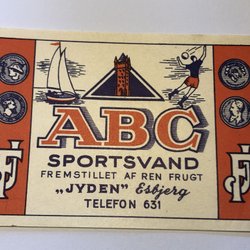 ABC
SPORTSVAND
FREMSTILLET AF REN FRUGT
„JYDEN” Esbjerg
TELEFON 631